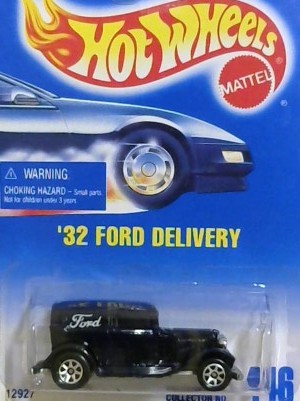 HOT WHEELS
MATTEL
WARNING
CHOKING HAZARD - Small parts
Not for children under 3 years
'32 FORD DELIVERY
Ford
12927
COLLECTOR NO